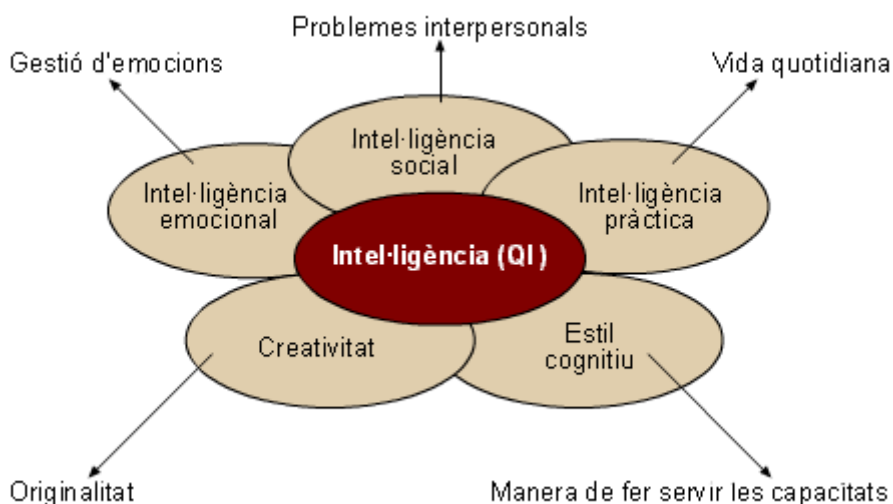 Problemes interpersonals
Gestió d'emocions
Vida quotidiana
Intel·ligència
social
Intel·ligència
emocional
Intel·ligència
pràctica
Intel·ligència (QI)
Creativitat
Estil
cognitiu
Originalitat
Manera de fer servir les capacitats